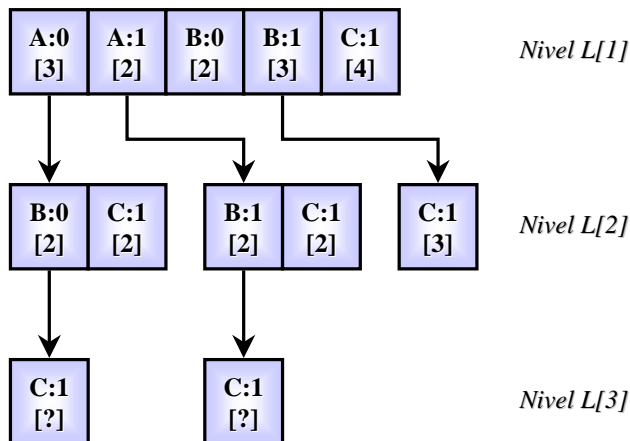 A:0 A:1 B:0 B:1 C:1 Nivel L[1]
[3] [2] [2] [3] [4]
B:0 C:1 B:1 C:1 C:1 Nivel L[2]
[2] [2] [2] [2] [3]
C:1 C:1 Nivel L[3]
[?] [?]